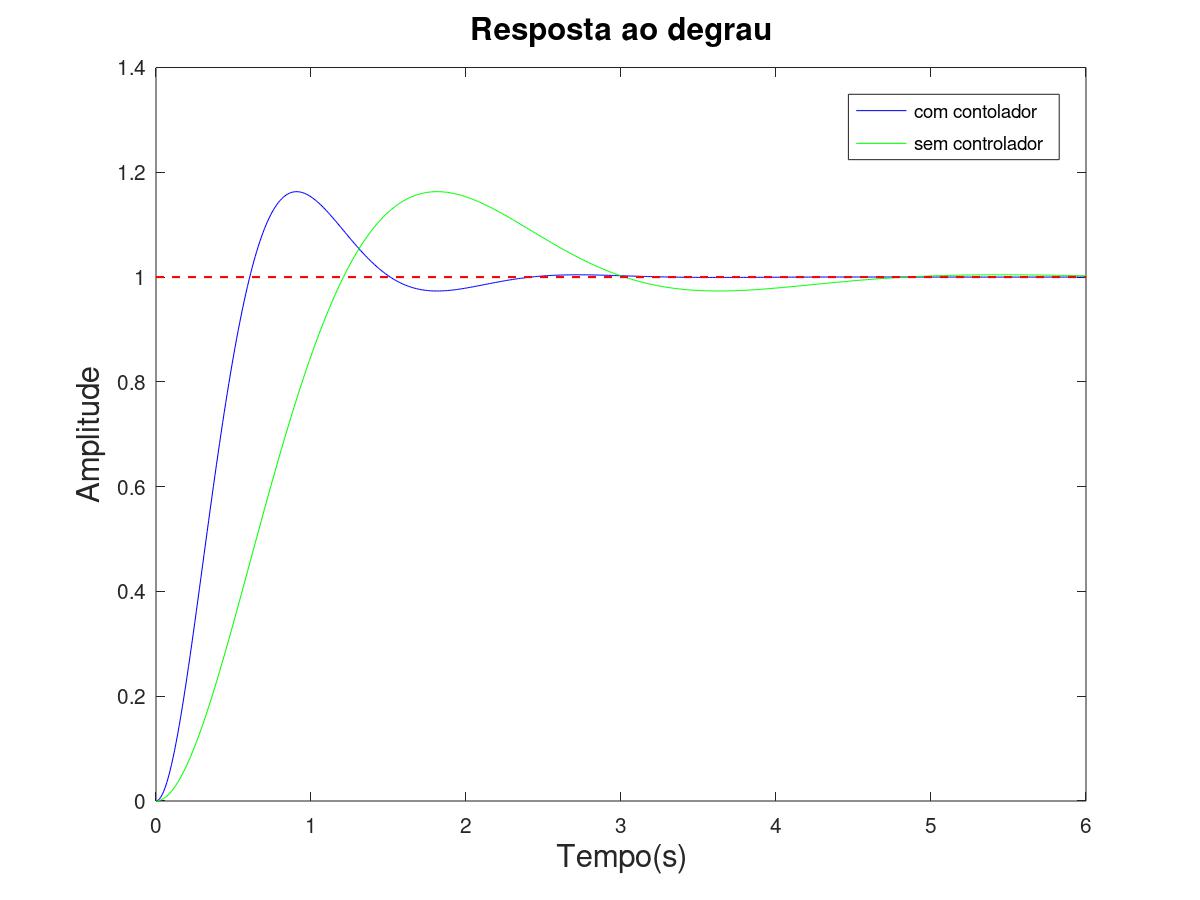 Resposta ao degrau
com contolador
sem controlador
1.4
1.2
1
0.8
0.6
0.4
0.2
0
Amplitude
0 1 2 3 4 5 6
Tempo(s)